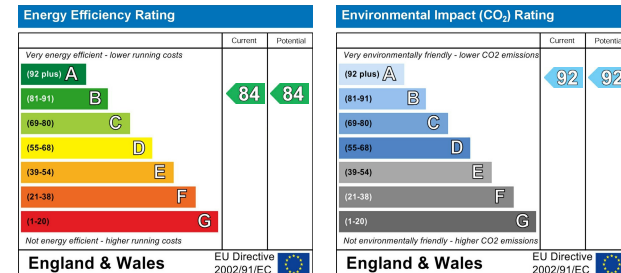 Energy Efficiency Rating
Current Potential
Very energy efficient - lower running costs
(92 plus) A
(81-91) B
84 84
(69-80) C
(55-68) D
(39-54) E
(21-38) F
(1-20) G
Not energy efficient - higher running costs
England & Wales
EU Directive
2002/91/EC
Environmental Impact (CO₂) Rating
Current Potential
Very environmentally friendly - lower CO2 emissions
(92 plus) A
92 92
(81-91) B
(69-80) C
(55-68) D
(39-54) E
(21-38) F
(1-20) G
Not environmentally friendly - higher CO2 emissions
England & Wales
EU Directive
2002/91/EC